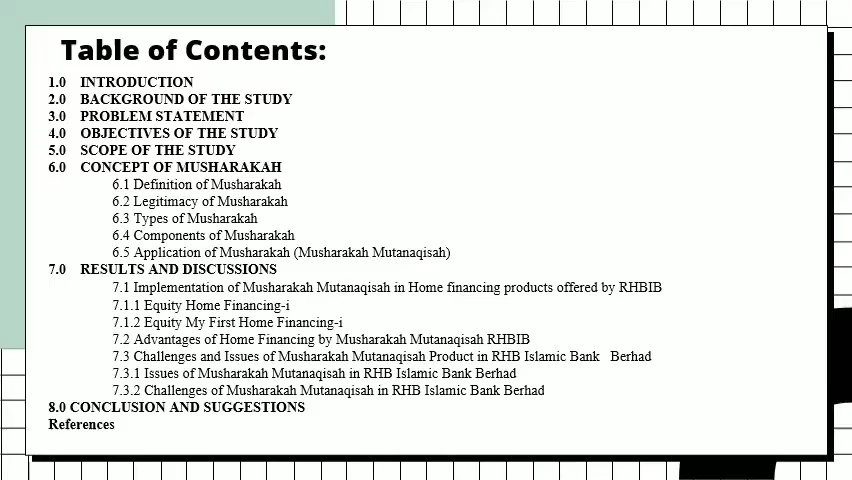 Table of Contents:
1.0 INTRODUCTION
2.0 BACKGROUND OF THE STUDY
3.0 PROBLEM STATEMENT
4.0 OBJECTIVES OF THE STUDY
5.0 SCOPE OF THE STUDY
6.0 CONCEPT OF MUSHARAKAH
6.1 Definition of Musharakah
6.2 Legitimacy of Musharakah
6.3 Types of Musharakah
6.4 Components of Musharakah
6.5 Application of Musharakah (Musharakah Mutanaqisah)
7.0 RESULTS AND DISCUSSIONS
7.1 Implementation of Musharakah Mutanaqisah in Home financing products offered by RHBIB
7.1.1 Equity Home Financing-i
7.1.2 Equity My First Home Financing-i
7.2 Advantages of Home Financing by Musharakah Mutanaqisah RHBIB
7.3 Challenges and Issues of Musharakah Mutanaqisah Product in RHB Islamic Bank Berhad
7.3.1 Issues of Musharakah Mutanaqisah in RHB Islamic Bank Berhad
7.3.2 Challenges of Musharakah Mutanaqisah in RHB Islamic Bank Berhad
8.0 CONCLUSION AND SUGGESTIONS
References